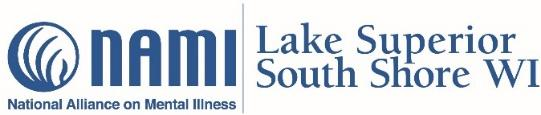 NAMI
National Alliance on Mental Illness
Lake Superior
South Shore WI